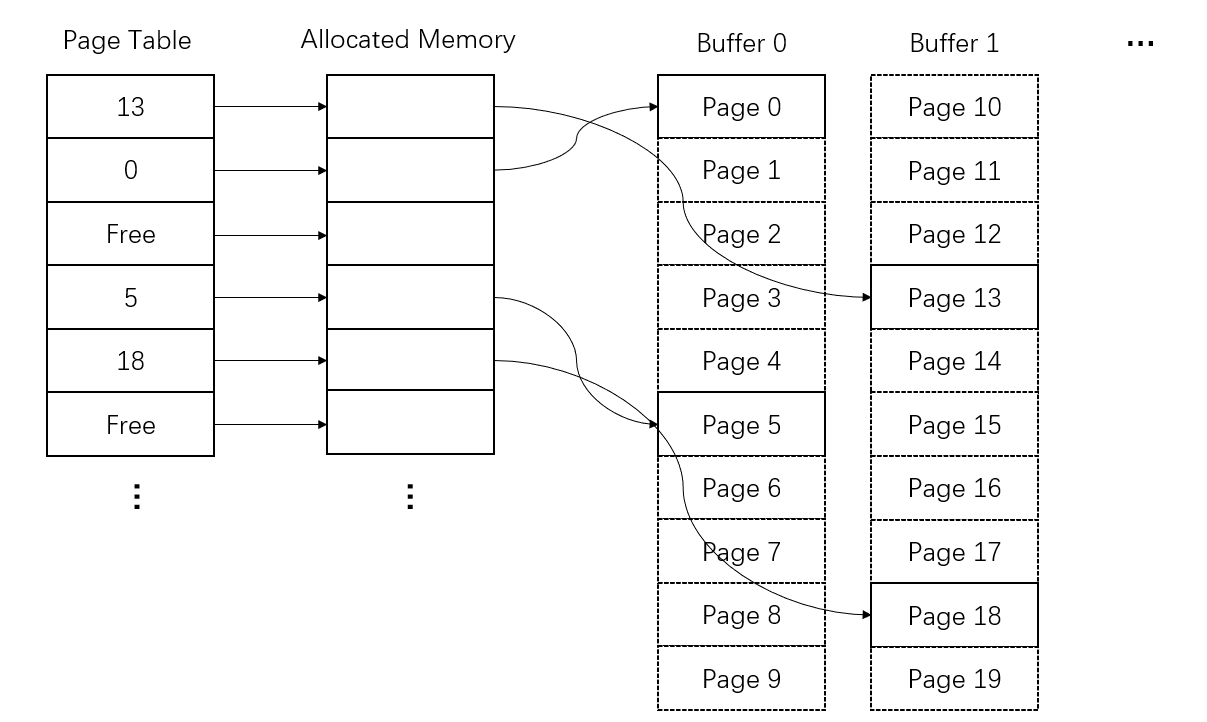 Page Table
13
0
Free
5
18
Free
⋮
Allocated Memory
⋮
Buffer 0
Page 0
Page 1
Page 2
Page 3
Page 4
Page 5
Page 6
Page 7
Page 8
Page 9
Buffer 1
Page 10
Page 11
Page 12
Page 13
Page 14
Page 15
Page 16
Page 17
Page 18
Page 19
...